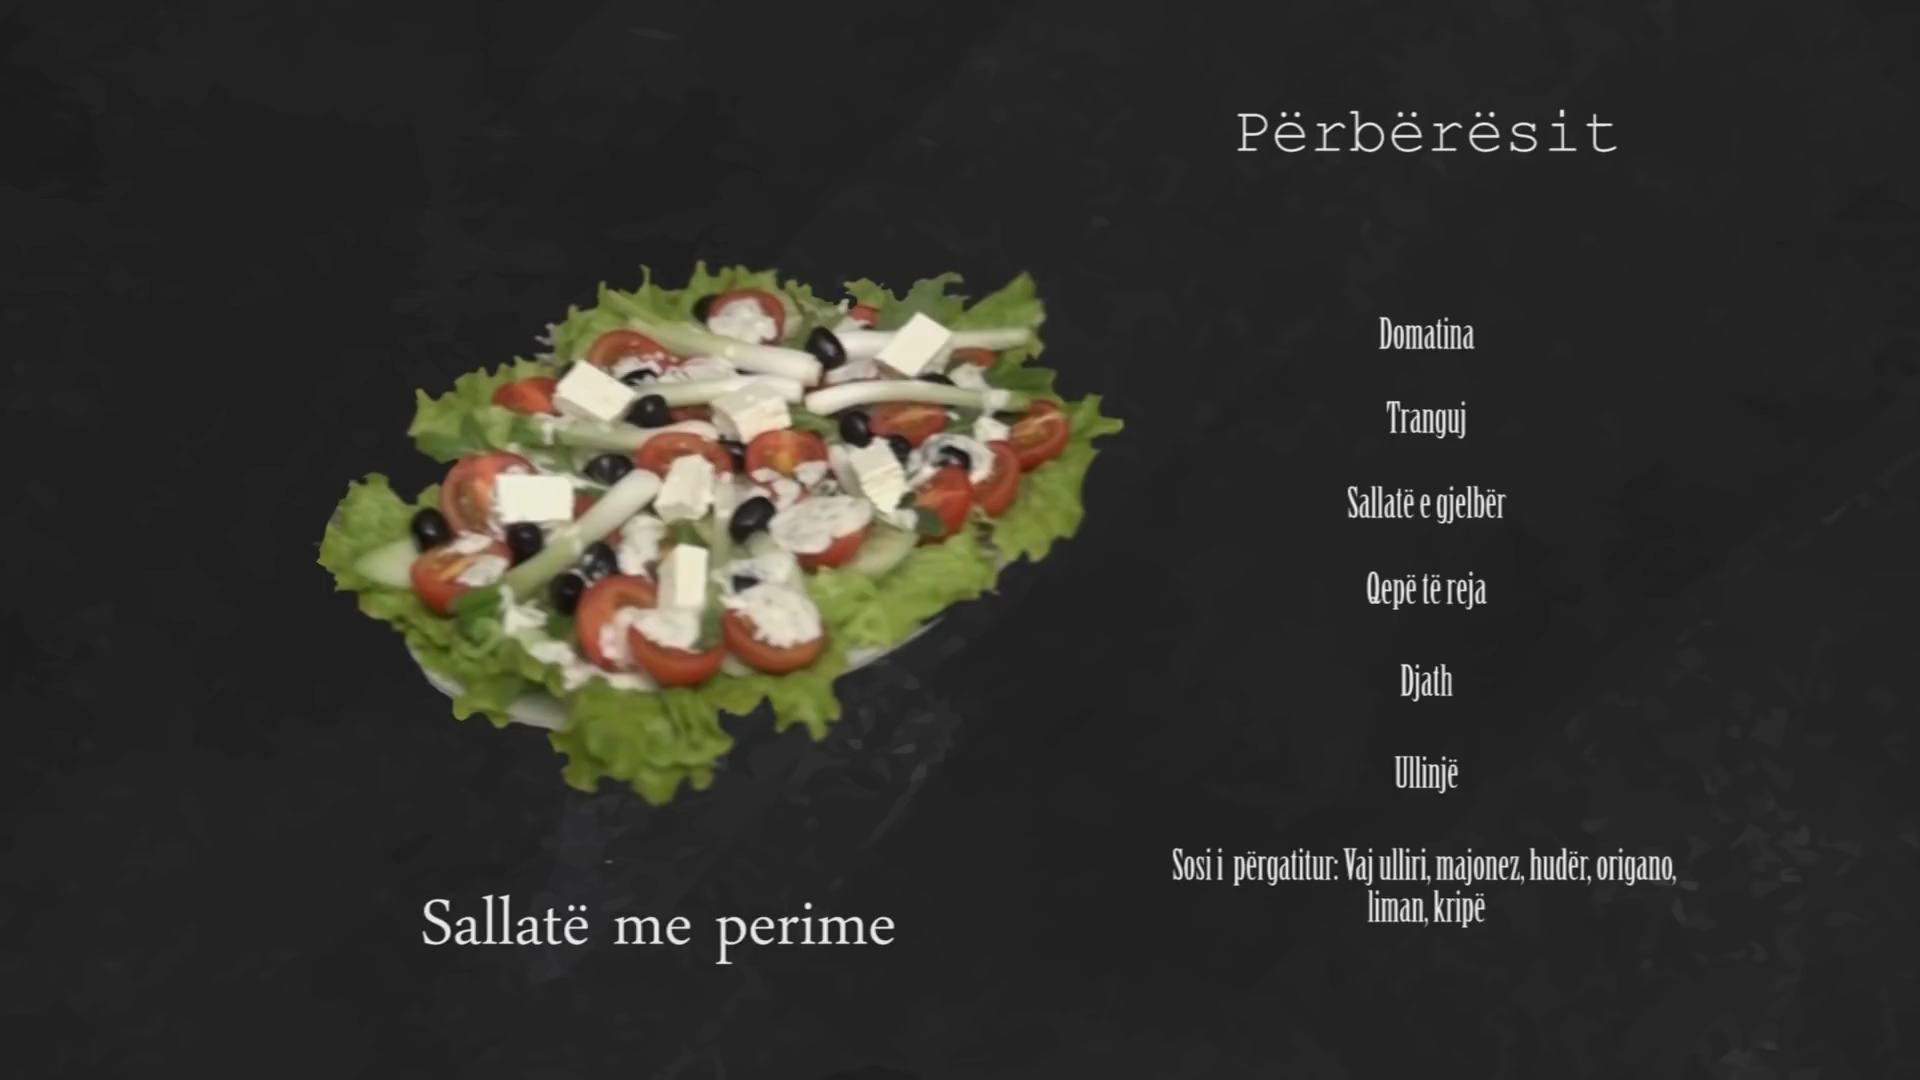 Përbërësit
Domatina
Tranguj
Sallatë e gjelbër
Qepë të reja
Djath
Ullinjë
Sosi i përgatitur: Vaj ulliri, majonez, hudër, origano,
liman, kripë
Sallatë me perime